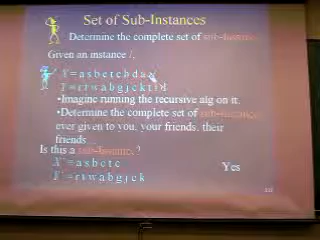 Set of Sub-Instances
Determine the complete set of sub-Instances
Given an instance I,
X = a s b e t c b d a s
Y = r t w a b g j c k t f d
•Imagine running the recursive alg on it.
•Determine the complete set of sub-Instances
ever given to you, your friends, their
friends...
Is this a sub-Instance?
X' = a s b e t c
Yes
Y' = r t w a b g j c k